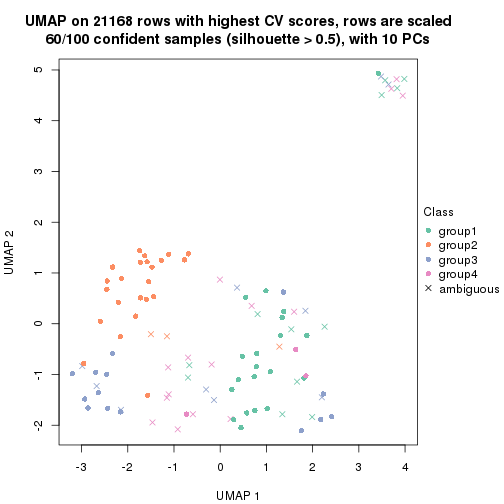 UMAP on 21168 rows with highest CV scores, rows are scaled
60/100 confident samples (silhouette > 0.5), with 10 PCs
5
4
3
2
1
0
-1
-2
UMAP 2
-3
-2
-1
0
1
2
3
4
UMAP 1
Class
group1
group2
group3
group4
ambiguous